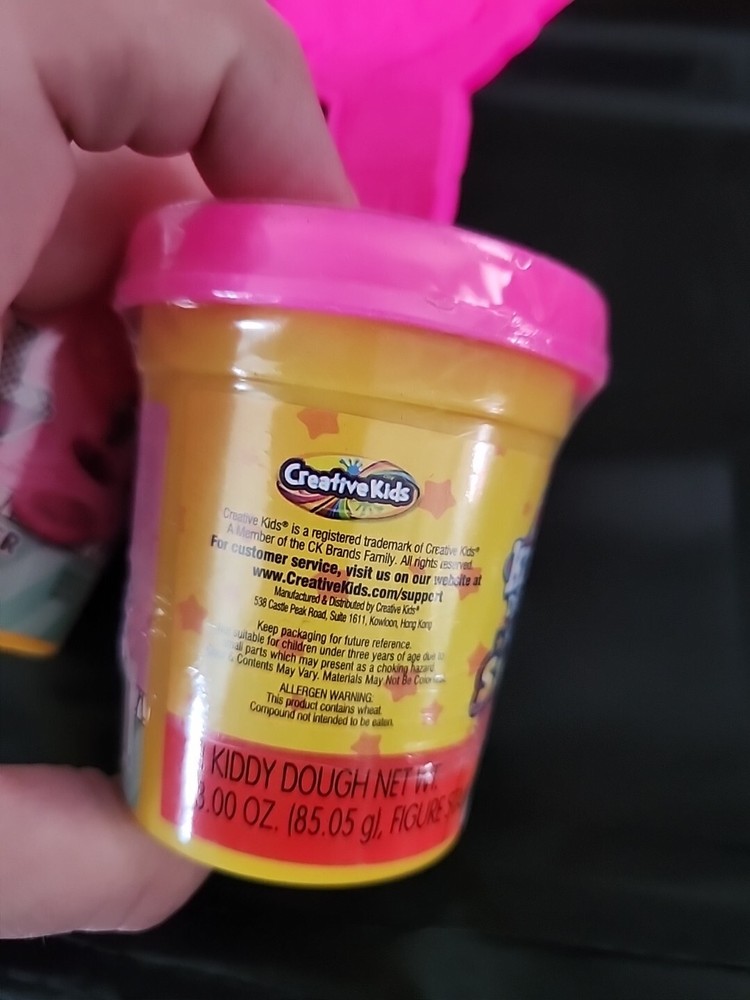 Creative Kids
Creative Kids® is a registered trademark of Creative Kids®
A Member of the CK Brands Family. All rights reserved.
For customer service, visit us on our website at
www.CreativeKids.com/support
Manufactured & Distributed by Creative Kids®
538 Castle Peak Road, Suite 1611, Kowloon, Hong Kong
Keep packaging for future reference.
suitable for children under three years of age due to
parts which may present as a choking hazard.
Contents May Vary. Materials May Not Be
ALLERGEN WARNING.
This product contains wheat.
Compound not intended to be eaten.
KIDDY DOUGH NET WT.
3.00 OZ. (85.05 g), FIGURE